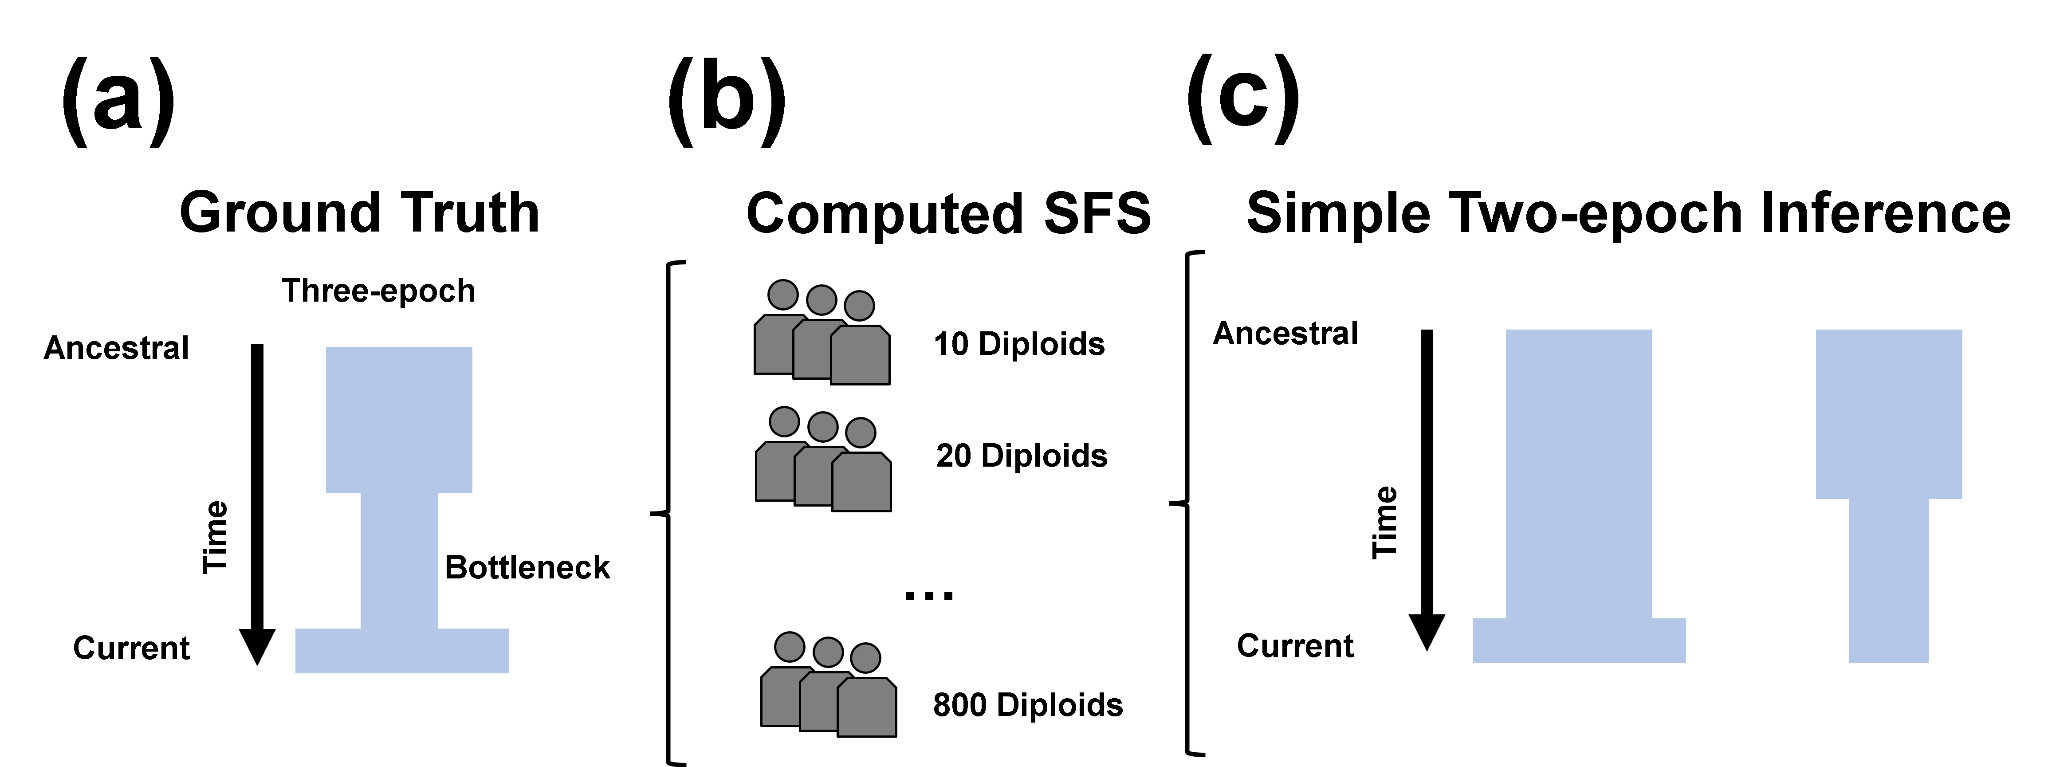 (a)
Ground Truth
Three-epoch
Ancestral
Time
Bottleneck
Current
(b)
Computed SFS
10 Diploids
20 Diploids
...
800 Diploids
(c)
Simple Two-epoch Inference
Ancestral
Time
Current